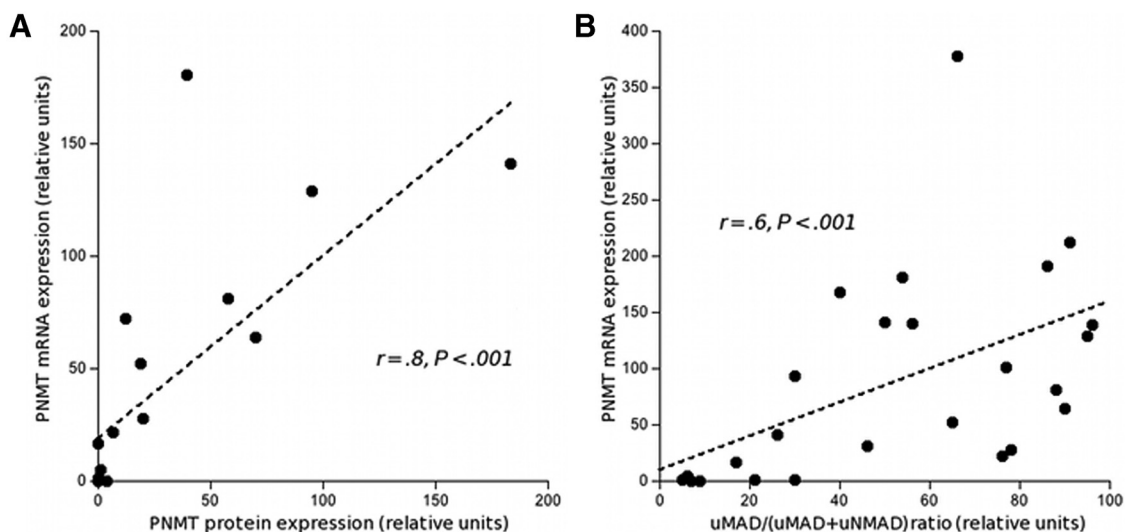 A
200
150
100
50
0
PNMT mRNA expression (relative units)
r=.8, P<.001
0 50 100 150 200
PNMT protein expression (relative units)
B
400
350
300
250
200
150
100
50
0
PNMT mRNA expression (relative units)
r=.6, P<.001
0 20 40 60 80 100
uMAD/(uMAD+uNMAD)ratio (relative units)